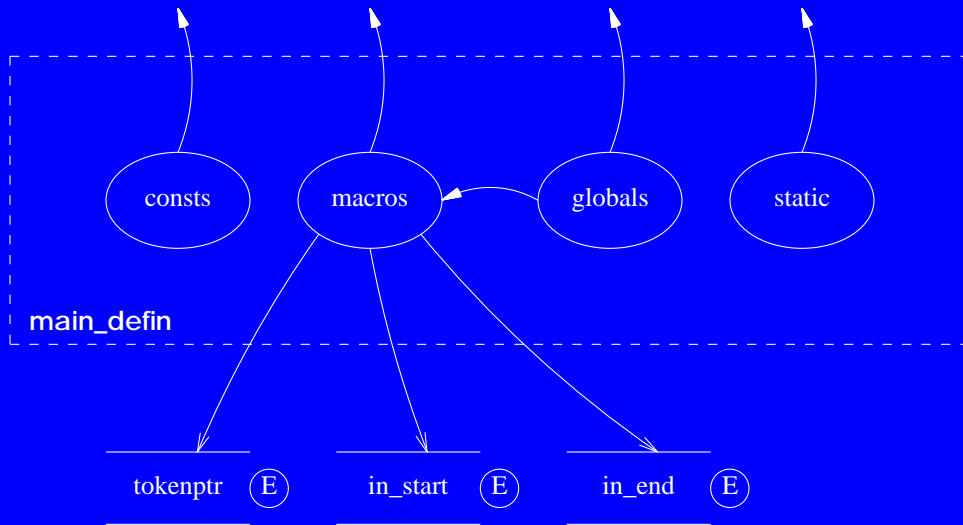 consts macros globals static
main_defin
tokenptr E in_start E in_end E